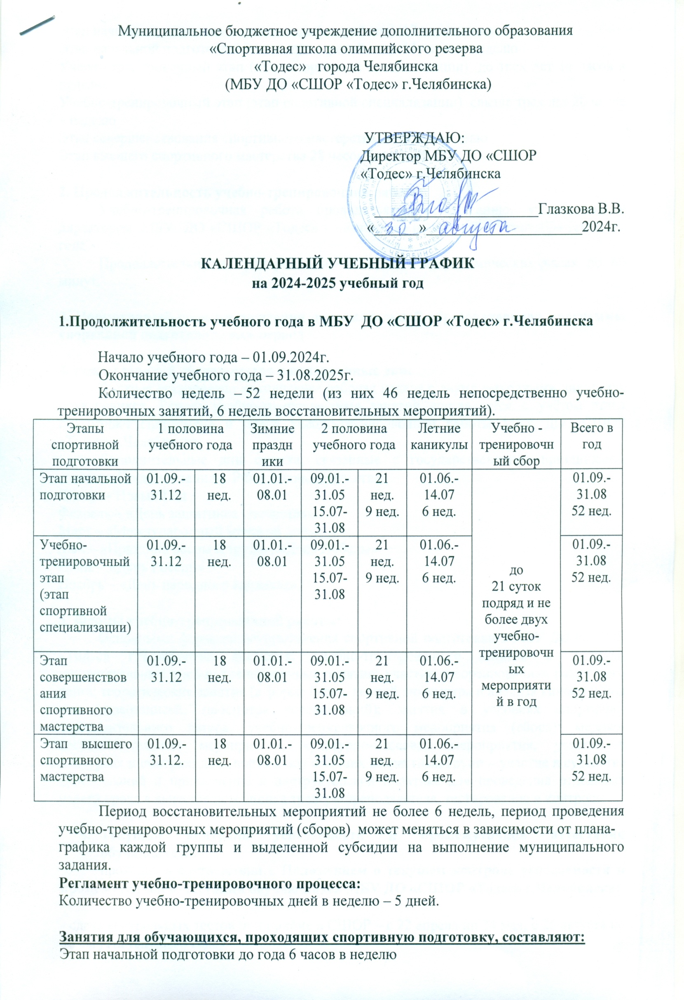 Муниципальное бюджетное учреждение дополнительного образования
«Спортивная школа олимпийского резерва
«Тодес» города Челябинска
(МБУ ДО «СШОР «Тодес» г.Челябинска)
УТВЕРЖДАЮ:
Директор МБУ ДО «СШОР
«Тодес» г.Челябинска
Глазкова В.В.
« 30 » августа 2024г.
г. ЧЕЛЯБИНСК
КАЛЕНДАРНЫЙ УЧЕБНЫЙ ГРАФИК
на 2024-2025 учебный год
1.Продолжительность учебного года в МБУ ДО «СШОР «Тодес» г.Челябинска
Начало учебного года – 01.09.2024г.
Окончание учебного года – 31.08.2025г.
Количество недель – 52 недели (из них 46 недель непосредственно учебно-
тренировочных занятий, 6 недель восстановительных мероприятий).
Этапы
спортивной
подготовки
1 половина
учебного года
Зимние
праздн
ики
2 половина
учебного года
Летние
каникулы
Учебно -
тренировочн
ый сбор
Всего в
год
Этап начальной
подготовки
01.09.-
31.12
18
нед.
01.01.-
08.01
09.01.-
31.05
15.07-
31.08
21
нед.
9 нед.
01.06.-
14.07
6 нед.
до
21 суток
подряд и не
более двух
учебно-
тренировочн
ых
мероприяти
й в год
01.09.-
31.08
52 нед.
Учебно-
тренировочный
этап
(этап
спортивной
специализации)
01.09.-
31.12
18
нед.
01.01.-
08.01
09.01.-
31.05
15.07-
31.08
21
нед.
9 нед.
01.06.-
14.07
6 нед.
01.09.-
31.08
52 нед.
Этап
совершенствов
ания
спортивного
мастерства
01.09.-
31.12
18
нед.
01.01.-
08.01
09.01.-
31.05
15.07-
31.08
21
нед.
9 нед.
01.06.-
14.07
6 нед.
01.09.-
31.08
52 нед.
Этап высшего
спортивного
мастерства
01.09.-
31.12.
18
нед.
01.01.-
08.01
09.01.-
31.05
15.07-
31.08
21
нед.
9 нед.
01.06.-
14.07
6 нед.
01.09.-
31.08
52 нед.
Период восстановительных мероприятий не более 6 недель, период проведения
учебно-тренировочных мероприятий (сборов) может меняться в зависимости от плана-
графика каждой группы и выделенной субсидии на выполнение муниципального
задания.
Регламент учебно-тренировочного процесса:
Количество учебно-тренировочных дней в неделю – 5 дней.
Занятия для обучающихся, проходящих спортивную подготовку, составляют:
Этап начальной подготовки до года 6 часов в неделю